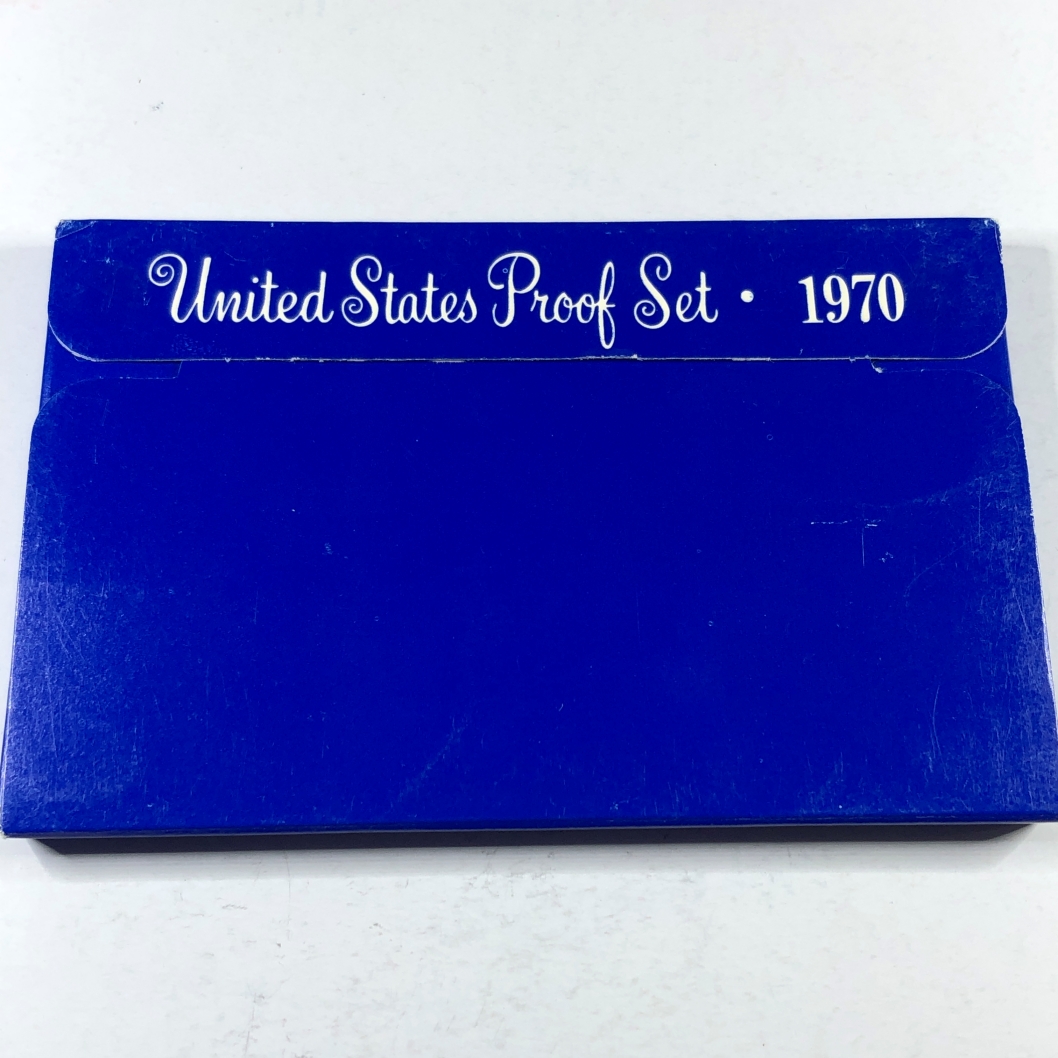 United States Proof Set • 1970